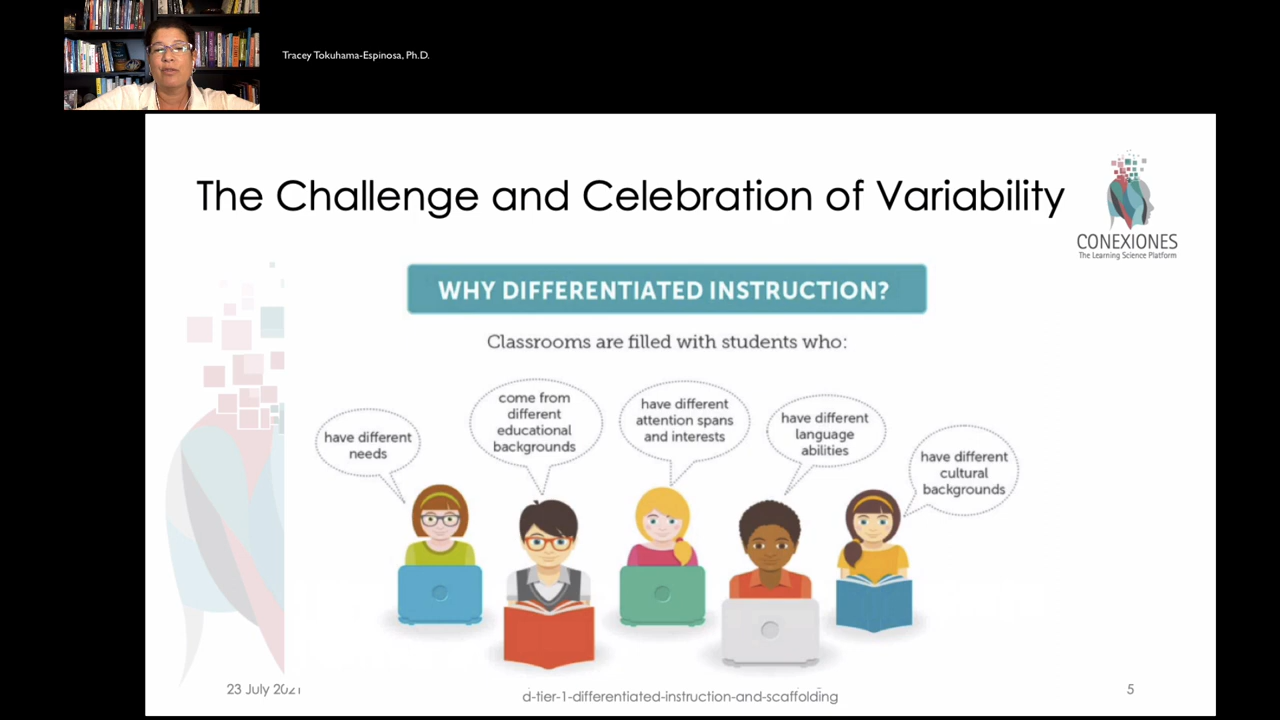 Tracey Tokuhama-Espinosa, Ph.D.
The Challenge and Celebration of Variability
CONEXIONES
The Learning Science Platform
WHY DIFFERENTIATED INSTRUCTION?
Classrooms are filled with students who:
have different
needs
come from
different
educational
backgrounds
have different
attention spans
and interests
have different
language
abilities
have different
cultural
backgrounds
23 July 2021
d-tier-1-differentiated-instruction-and-scaffolding
5